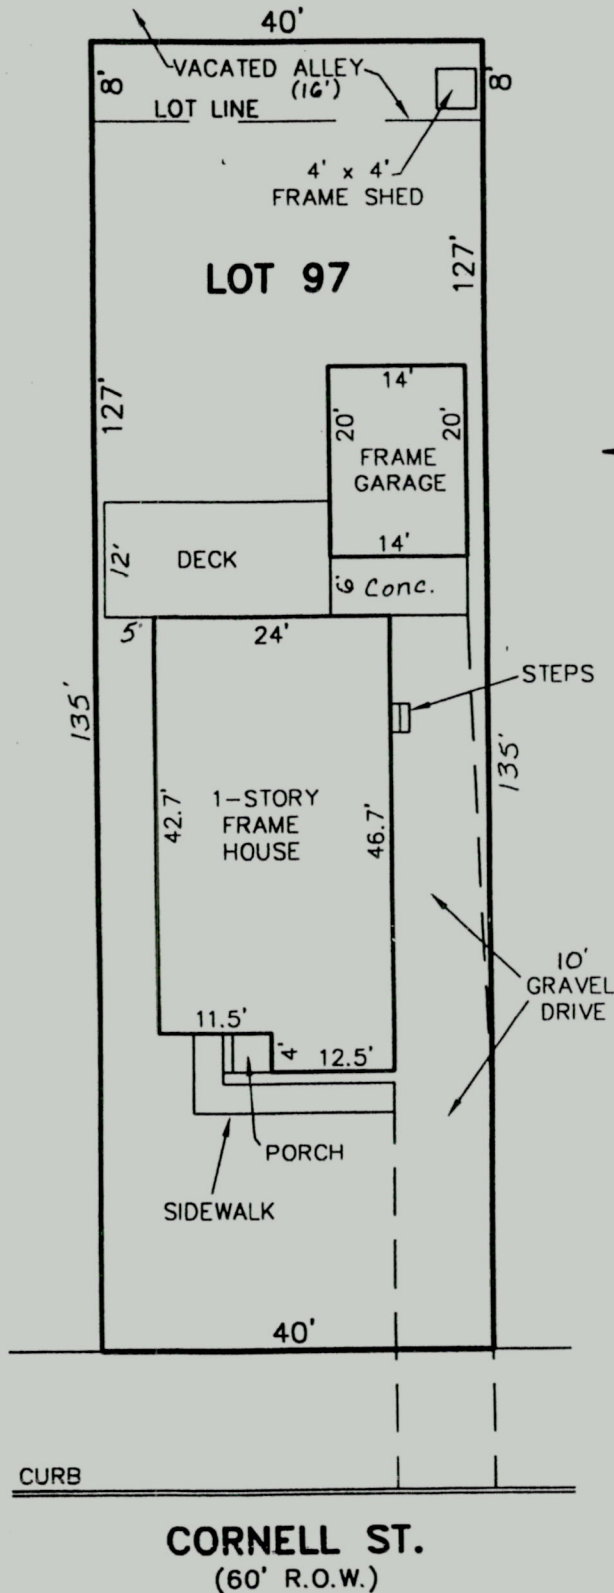 40'
8'
VACATED ALLEY
(16')
8'
LOT LINE
4' x 4'
FRAME SHED
127'
LOT 97
127'
14'
20'
20'
FRAME
GARAGE
14'
12'
DECK
6'
Conc.
5'
24'
STEPS
135'
135'
42.7'
1-STORY
FRAME
HOUSE
46.7'
10'
GRAVEL
DRIVE
11.5'
4'
12.5'
PORCH
SIDEWALK
40'
CURB
CORNELL ST.
(60' R.O.W.)